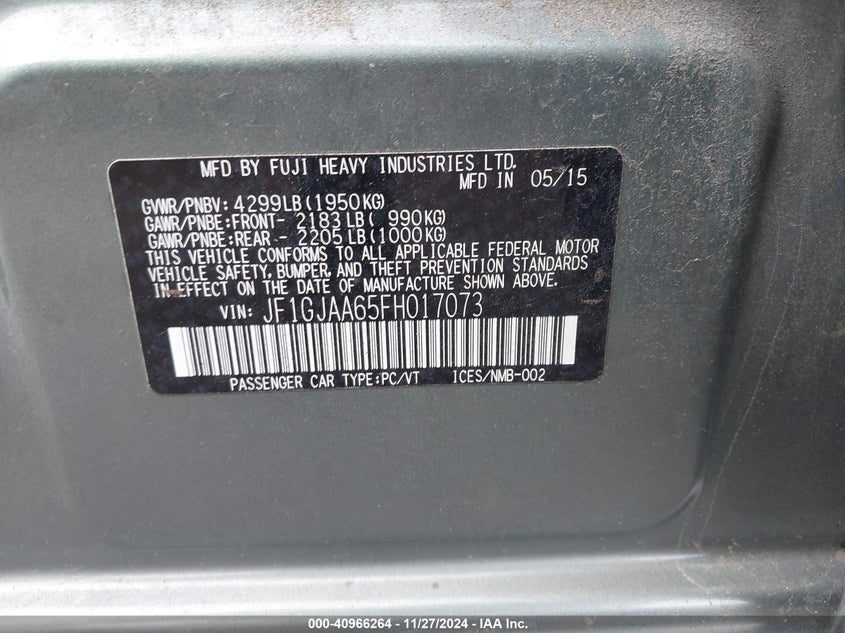 MFD BY FUJI HEAVY INDUSTRIES LTD.
MFD IN 05/15
GVWR/PNBV: 4299LB(1950KG)
GAWR/PNBE:FRONT- 2183LB( 990KG)
GAWR/PNBE:REAR - 2205LB(1000KG)
THIS VEHICLE CONFORMS TO ALL APPLICABLE FEDERAL MOTOR
VEHICLE SAFETY, BUMPER, AND THEFT PREVENTION STANDARDS
IN EFFECT ON THE DATE OF MANUFACTURE SHOWN ABOVE.
VIN: JF1GJAA65FH017073
PASSENGER CAR TYPE:PC/VT ICES/NMB-002
000-40966264 - 11/27/2024 - IAA Inc.